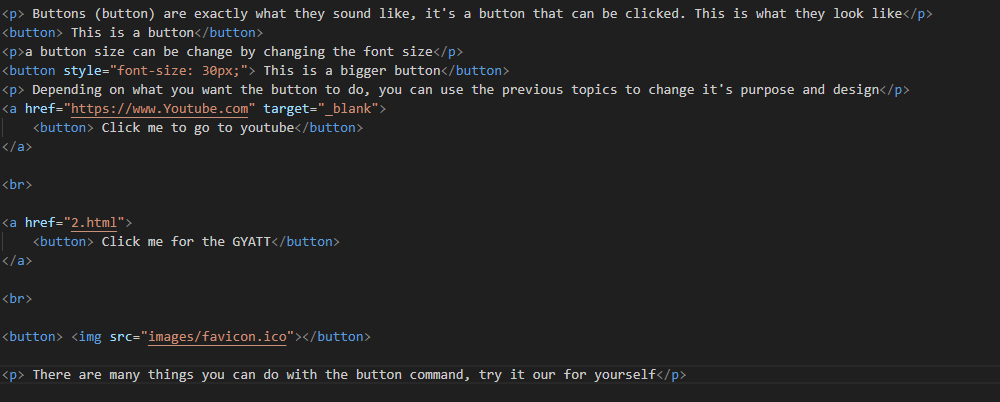 <p> Buttons (button) are exactly what they sound like, it's a button that can be clicked. This is what they look like</p>
<button> This is a button</button>
<p>a button size can be change by changing the font size</p>
<button style="font-size: 30px;"> This is a bigger button</button>
<p> Depending on what you want the button to do, you can use the previous topics to change it's purpose and design</p>
<a href="https://www.Youtube.com" target="_blank">
    <button> Click me to go to youtube</button>
</a>
<br>
<a href="2.html">
    <button> Click me for the GYATT</button>
</a>
<br>
<button> <img src="images/favicon.ico"></button>
<p> There are many things you can do with the button command, try it our for yourself</p>